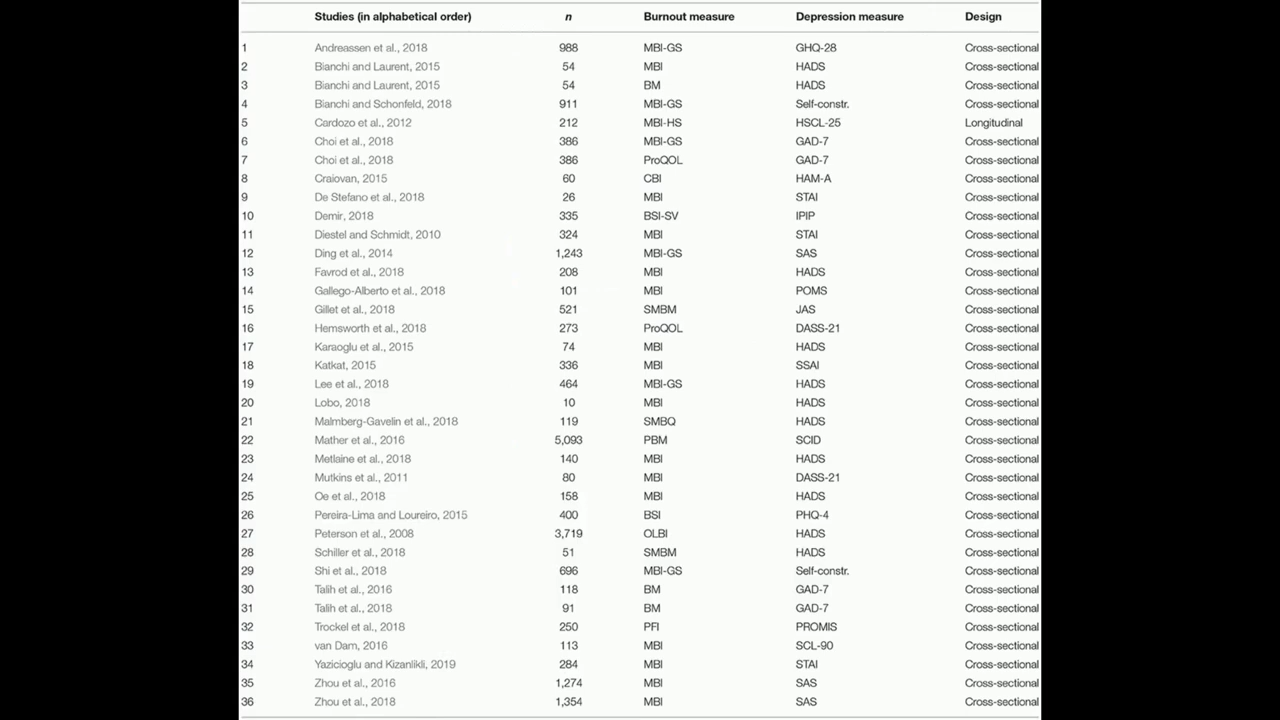 Studies (in alphabetical order) n Burnout measure Depression measure Design
1 Andreassen et al., 2018 988 MBI-GS GHQ-28 Cross-sectional
2 Bianchi and Laurent, 2015 54 MBI HADS Cross-sectional
3 Bianchi and Laurent, 2015 54 BM HADS Cross-sectional
4 Bianchi and Schonfeld, 2018 911 MBI-GS Self-constr. Cross-sectional
5 Cardozo et al., 2012 212 MBI-HS HSCL-25 Longitudinal
6 Choi et al., 2018 386 MBI-GS GAD-7 Cross-sectional
7 Choi et al., 2018 386 ProQOL GAD-7 Cross-sectional
8 Craiovan, 2015 60 CBI HAM-A Cross-sectional
9 De Stefano et al., 2018 26 MBI STAI Cross-sectional
10 Demir, 2018 335 BSI-SV IPIP Cross-sectional
11 Diestel and Schmidt, 2010 324 MBI STAI Cross-sectional
12 Ding et al., 2014 1,243 MBI-GS SAS Cross-sectional
13 Favrod et al., 2018 208 MBI HADS Cross-sectional
14 Gallego-Alberto et al., 2018 101 MBI POMS Cross-sectional
15 Gillet et al., 2018 521 SMBM JAS Cross-sectional
16 Hemsworth et al., 2018 273 ProQOL DASS-21 Cross-sectional
17 Karaoglu et al., 2015 74 MBI HADS Cross-sectional
18 Katkat, 2015 336 MBI SSAI Cross-sectional
19 Lee et al., 2018 464 MBI-GS HADS Cross-sectional
20 Lobo, 2018 10 MBI HADS Cross-sectional
21 Malmberg-Gavelin et al., 2018 119 SMBQ HADS Cross-sectional
22 Mather et al., 2016 5,093 PBM SCID Cross-sectional
23 Metlaine et al., 2018 140 MBI HADS Cross-sectional
24 Mutkins et al., 2011 80 MBI DASS-21 Cross-sectional
25 Oe et al., 2018 158 MBI HADS Cross-sectional
26 Pereira-Lima and Loureiro, 2015 400 BSI PHQ-4 Cross-sectional
27 Peterson et al., 2008 3,719 OLBI HADS Cross-sectional
28 Schiller et al., 2018 51 SMBM HADS Cross-sectional
29 Shi et al., 2018 696 MBI-GS Self-constr. Cross-sectional
30 Talih et al., 2016 118 BM GAD-7 Cross-sectional
31 Talih et al., 2018 91 BM GAD-7 Cross-sectional
32 Trockel et al., 2018 250 PFI PROMIS Cross-sectional
33 van Dam, 2016 113 MBI SCL-90 Cross-sectional
34 Yazicioglu and Kizanlikli, 2019 284 MBI STAI Cross-sectional
35 Zhou et al., 2016 1,274 MBI SAS Cross-sectional
36 Zhou et al., 2018 1,354 MBI SAS Cross-sectional